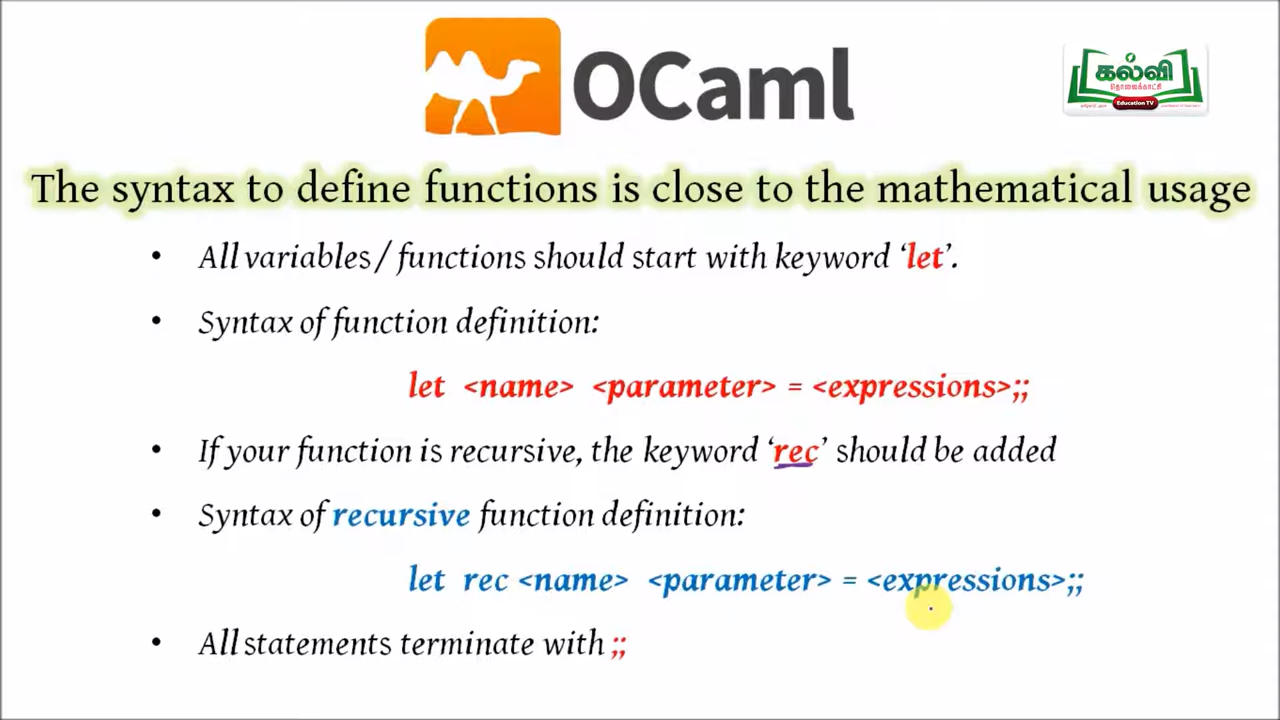 OCaml
கல்வி
தொலைக்காட்சி
Education TV
The syntax to define functions is close to the mathematical usage
• All variables / functions should start with keyword ‘let’.
• Syntax of function definition:
let <name> <parameter> = <expressions>;;
• If your function is recursive, the keyword ‘rec’ should be added
• Syntax of recursive function definition:
let rec <name> <parameter> = <expressions>;;
• All statements terminate with ;;